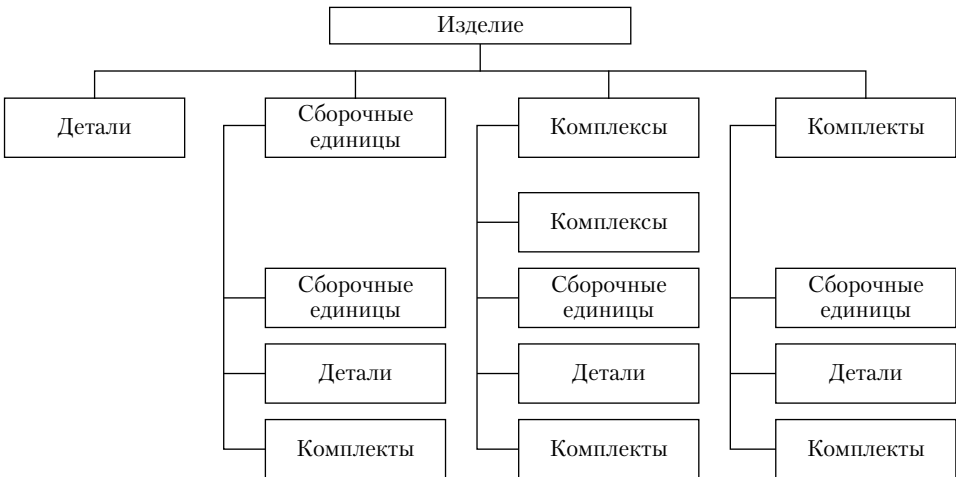 Изделие
Детали
Сборочные
единицы
Комплексы
Комплекты
Комплексы
Сборочные
единицы
Сборочные
единицы
Сборочные
единицы
Детали
Детали
Детали
Комплекты
Комплекты
Комплекты